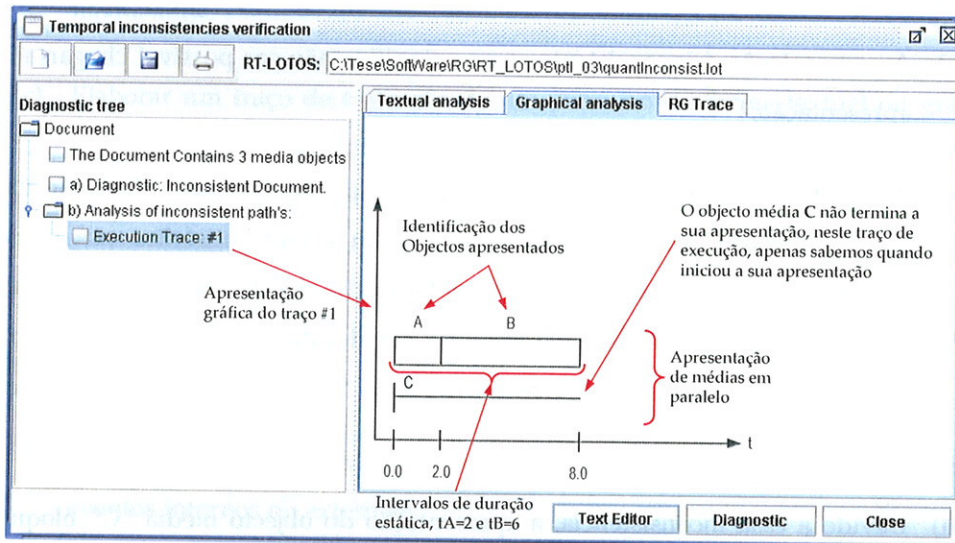 Temporal inconsistencies verification
RT-LOTOS: C:\Tese\SoftWare\RG\RT_LOTOS\ptl_03\quantInconsist.lot
Diagnostic tree
Document
The Document Contains 3 media objects
a) Diagnostic: Inconsistent Document.
b) Analysis of inconsistent path's:
Execution Trace: #1
Textual analysis
Graphical analysis
RG Trace
Identificação dos
Objectos apresentados
O objecto média C não termina a
sua apresentação, neste traço de
execução, apenas sabemos quando
iniciou a sua apresentação
Apresentação
gráfica do traço #1
A
B
C
Apresentação
de médias em
paralelo
t
0.0
2.0
8.0
Intervalos de duração
estática, tA=2 e tB=6
Text Editor
Diagnostic
Close